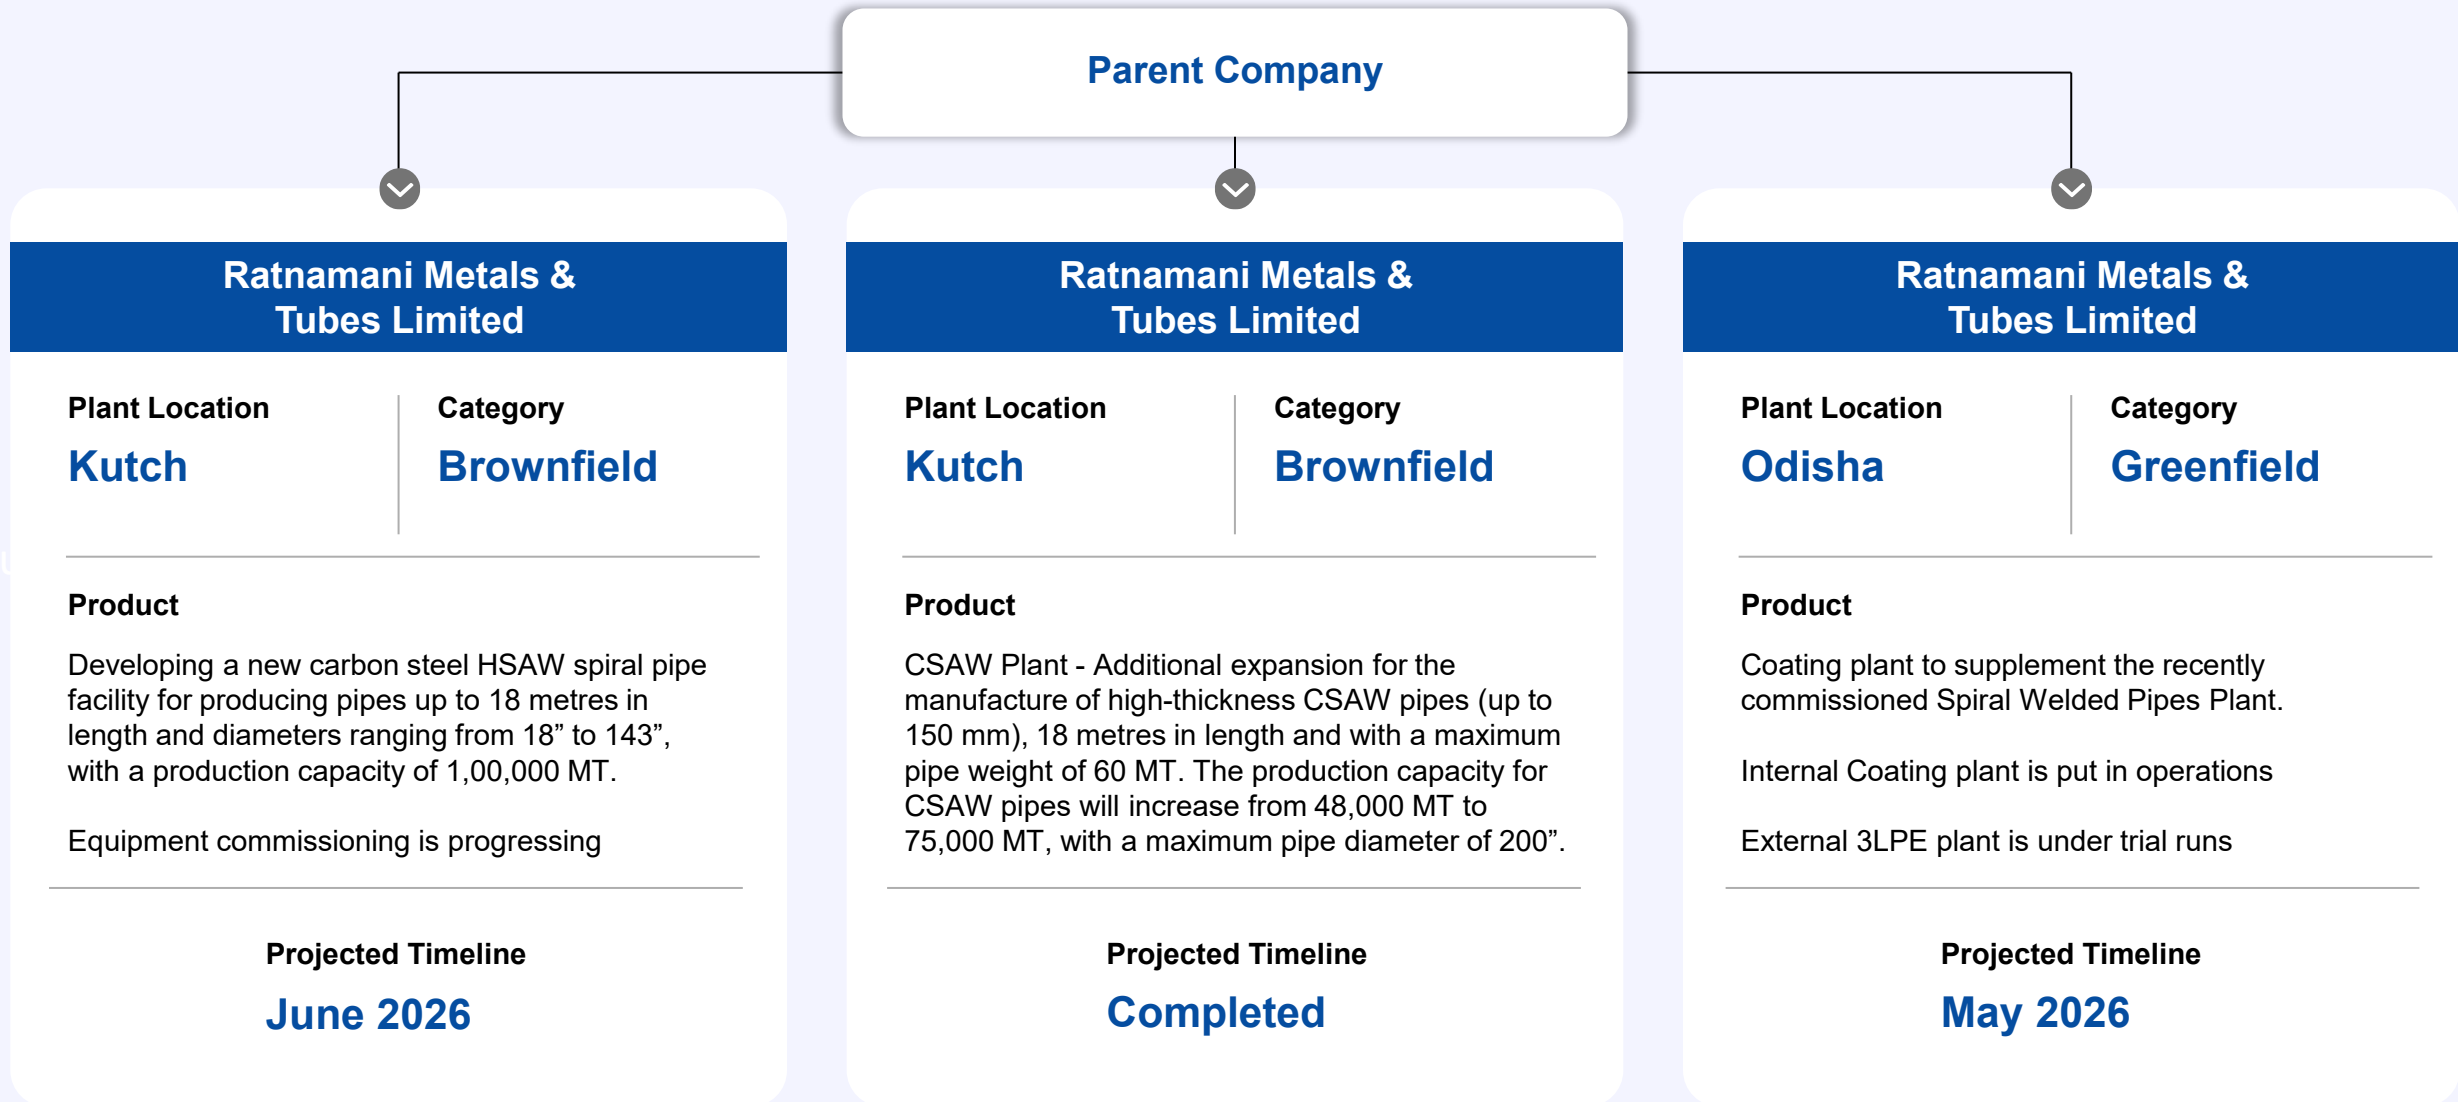 Parent Company
Ratnamani Metals &
Tubes Limited
Plant Location
Category
Kutch
Brownfield
Product
Developing a new carbon steel HSAW spiral pipe
facility for producing pipes up to 18 metres in
length and diameters ranging from 18” to 143”,
with a production capacity of 1,00,000 MT.
Equipment commissioning is progressing
Projected Timeline
June 2026
Ratnamani Metals &
Tubes Limited
Plant Location
Category
Kutch
Brownfield
Product
CSAW Plant - Additional expansion for the
manufacture of high-thickness CSAW pipes (up to
150 mm), 18 metres in length and with a maximum
pipe weight of 60 MT. The production capacity for
CSAW pipes will increase from 48,000 MT to
75,000 MT, with a maximum pipe diameter of 200”.
Projected Timeline
Completed
Ratnamani Metals &
Tubes Limited
Plant Location
Category
Odisha
Greenfield
Product
Coating plant to supplement the recently
commissioned Spiral Welded Pipes Plant.
Internal Coating plant is put in operations
External 3LPE plant is under trial runs
Projected Timeline
May 2026